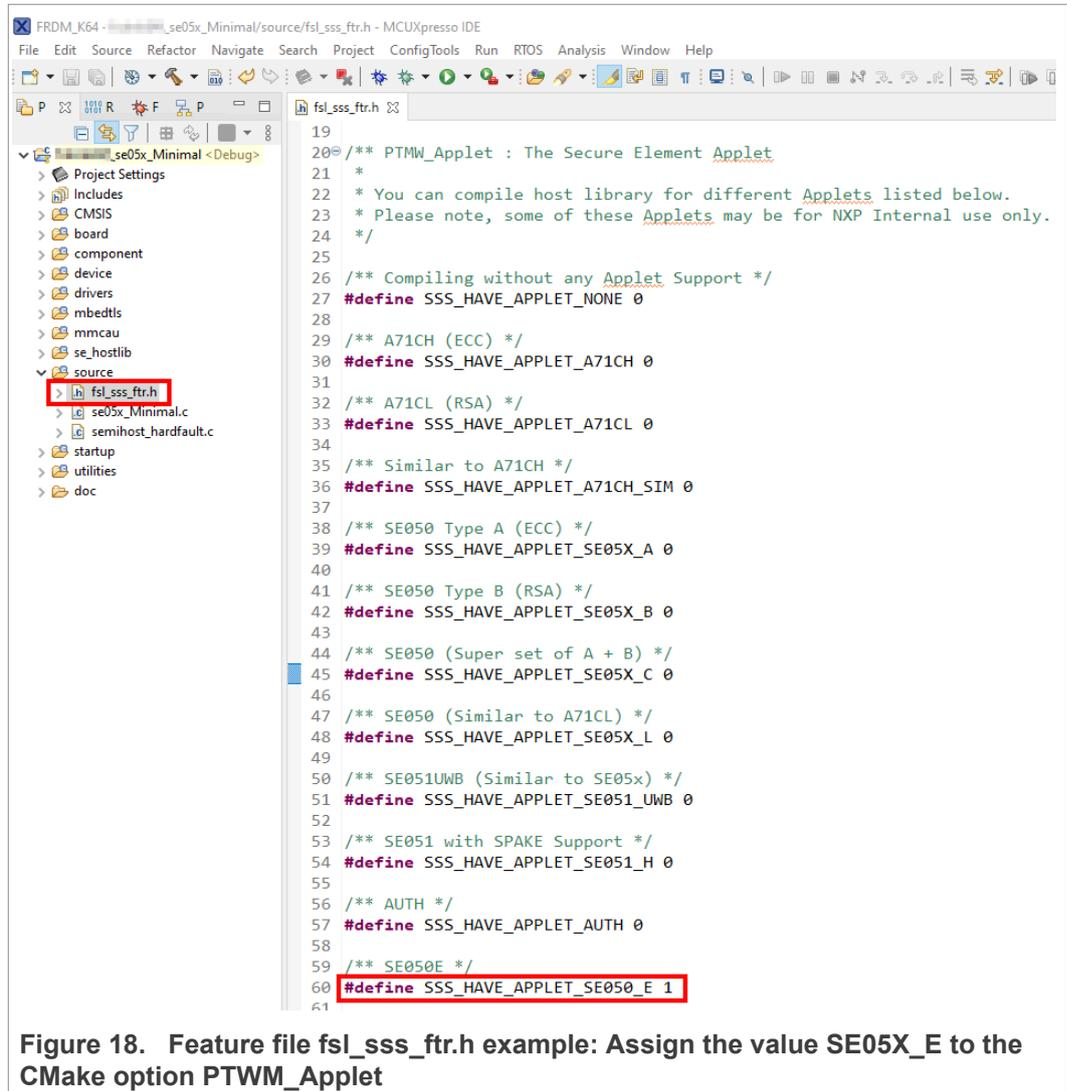 FRDM_K64 - _se05x_Minimal/source/fsl_sss_ftr.h - MCUXpresso IDE
File Edit Source Refactor Navigate Search Project ConfigTools Run RTOS Analysis Window Help
P R F P
fsl_sss_ftr.h
_se05x_Minimal <Debug>
Project Settings
Includes
CMSIS
board
component
device
drivers
mbedtls
mmcau
se_hostlib
source
fsl_sss_ftr.h
se05x_Minimal.c
semihost_hardfault.c
startup
utilities
doc
19
20 /** PTMW_Applet : The Secure Element Applet
21 *
22 * You can compile host library for different Applets listed below.
23 * Please note, some of these Applets may be for NXP Internal use only.
24 */
25
26 /** Compiling without any Applet Support */
27 #define SSS_HAVE_APPLET_NONE 0
28
29 /** A71CH (ECC) */
30 #define SSS_HAVE_APPLET_A71CH 0
31
32 /** A71CL (RSA) */
33 #define SSS_HAVE_APPLET_A71CL 0
34
35 /** Similar to A71CH */
36 #define SSS_HAVE_APPLET_A71CH_SIM 0
37
38 /** SE050 Type A (ECC) */
39 #define SSS_HAVE_APPLET_SE05X_A 0
40
41 /** SE050 Type B (RSA) */
42 #define SSS_HAVE_APPLET_SE05X_B 0
43
44 /** SE050 (Super set of A + B) */
45 #define SSS_HAVE_APPLET_SE05X_C 0
46
47 /** SE050 (Similar to A71CL) */
48 #define SSS_HAVE_APPLET_SE05X_L 0
49
50 /** SE051UWB (Similar to SE05x) */
51 #define SSS_HAVE_APPLET_SE051_UWB 0
52
53 /** SE051 with SPAKE Support */
54 #define SSS_HAVE_APPLET_SE051_H 0
55
56 /** AUTH */
57 #define SSS_HAVE_APPLET_AUTH 0
58
59 /** SE050E */
60 #define SSS_HAVE_APPLET_SE050_E 1
61
Figure 18. Feature file fsl_sss_ftr.h example: Assign the value SE05X_E to the
CMake option PTWM_Applet